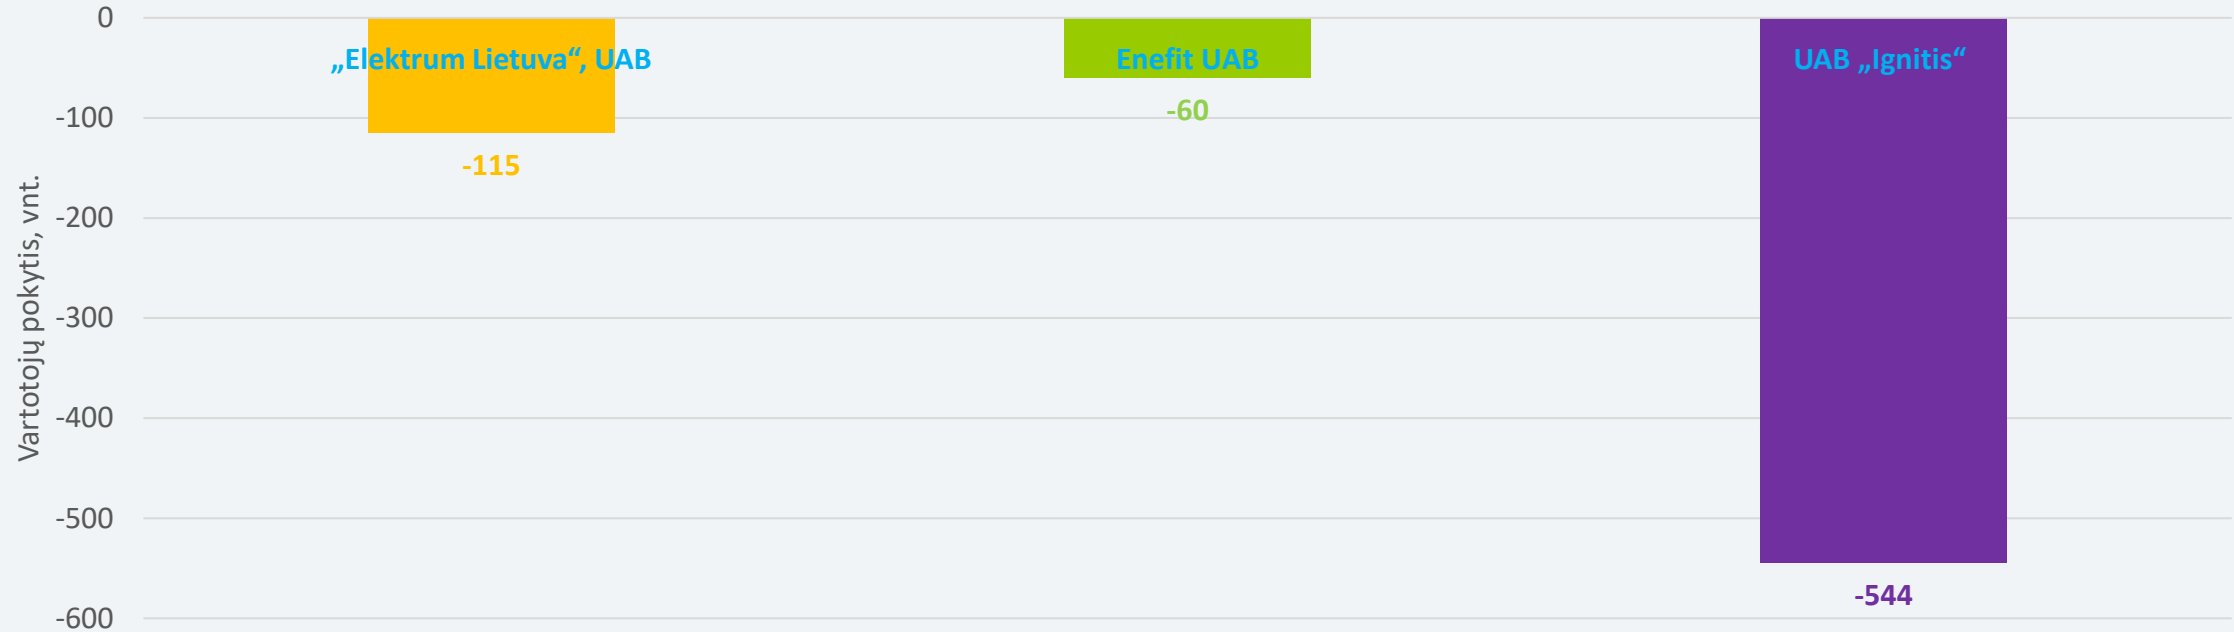 0
-100
-200
-300
-400
-500
-600
Vartotojų pokytis, vnt.
„Elektrum Lietuva“, UAB
Enefit UAB
UAB „Ignitis“
-115
-60
-544